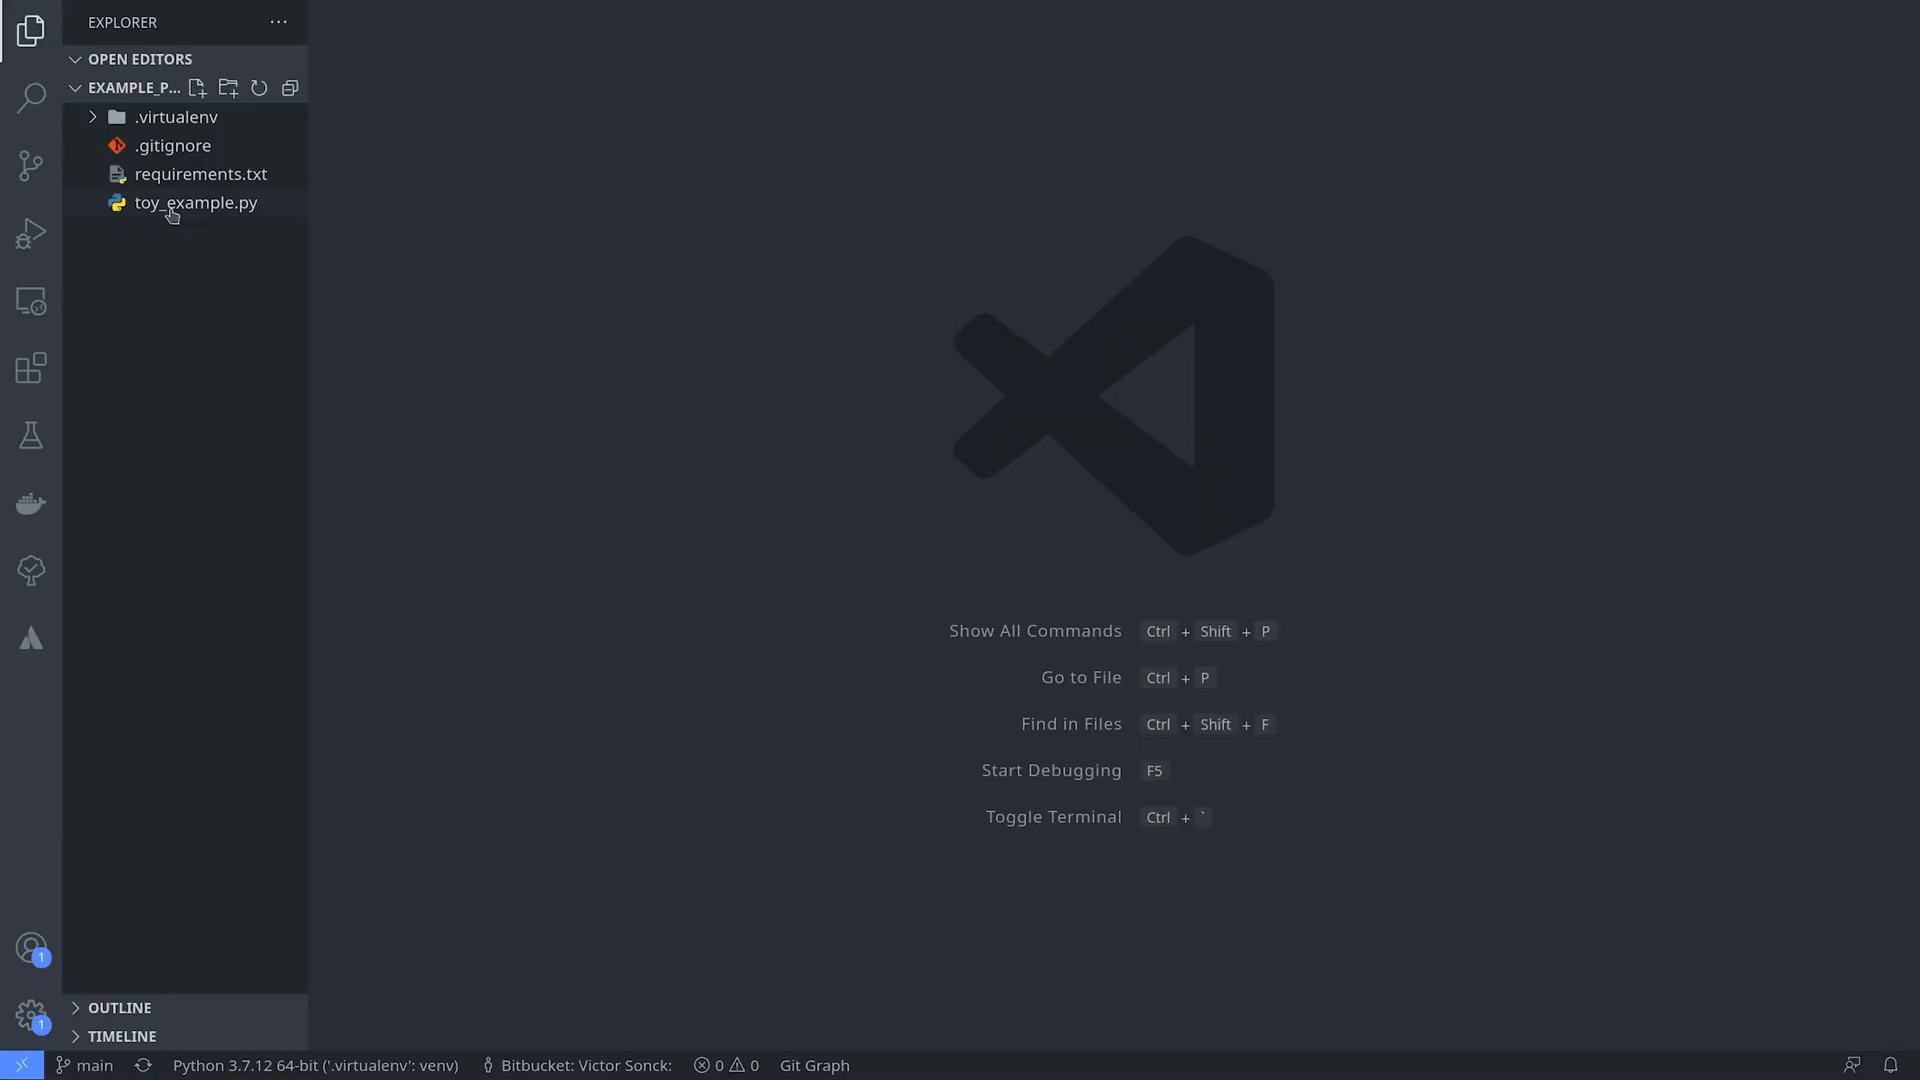 EXPLORER
OPEN EDITORS
EXAMPLE_P...
.virtualenv
.gitignore
requirements.txt
toy_example.py
Show All Commands Ctrl + Shift + P
Go to File Ctrl + P
Find in Files Ctrl + Shift + F
Start Debugging F5
Toggle Terminal Ctrl + `
1
1
OUTLINE
TIMELINE
main Python 3.7.12 64-bit ('.virtualenv': venv) Bitbucket: Victor Sonck: 0 0 Git Graph